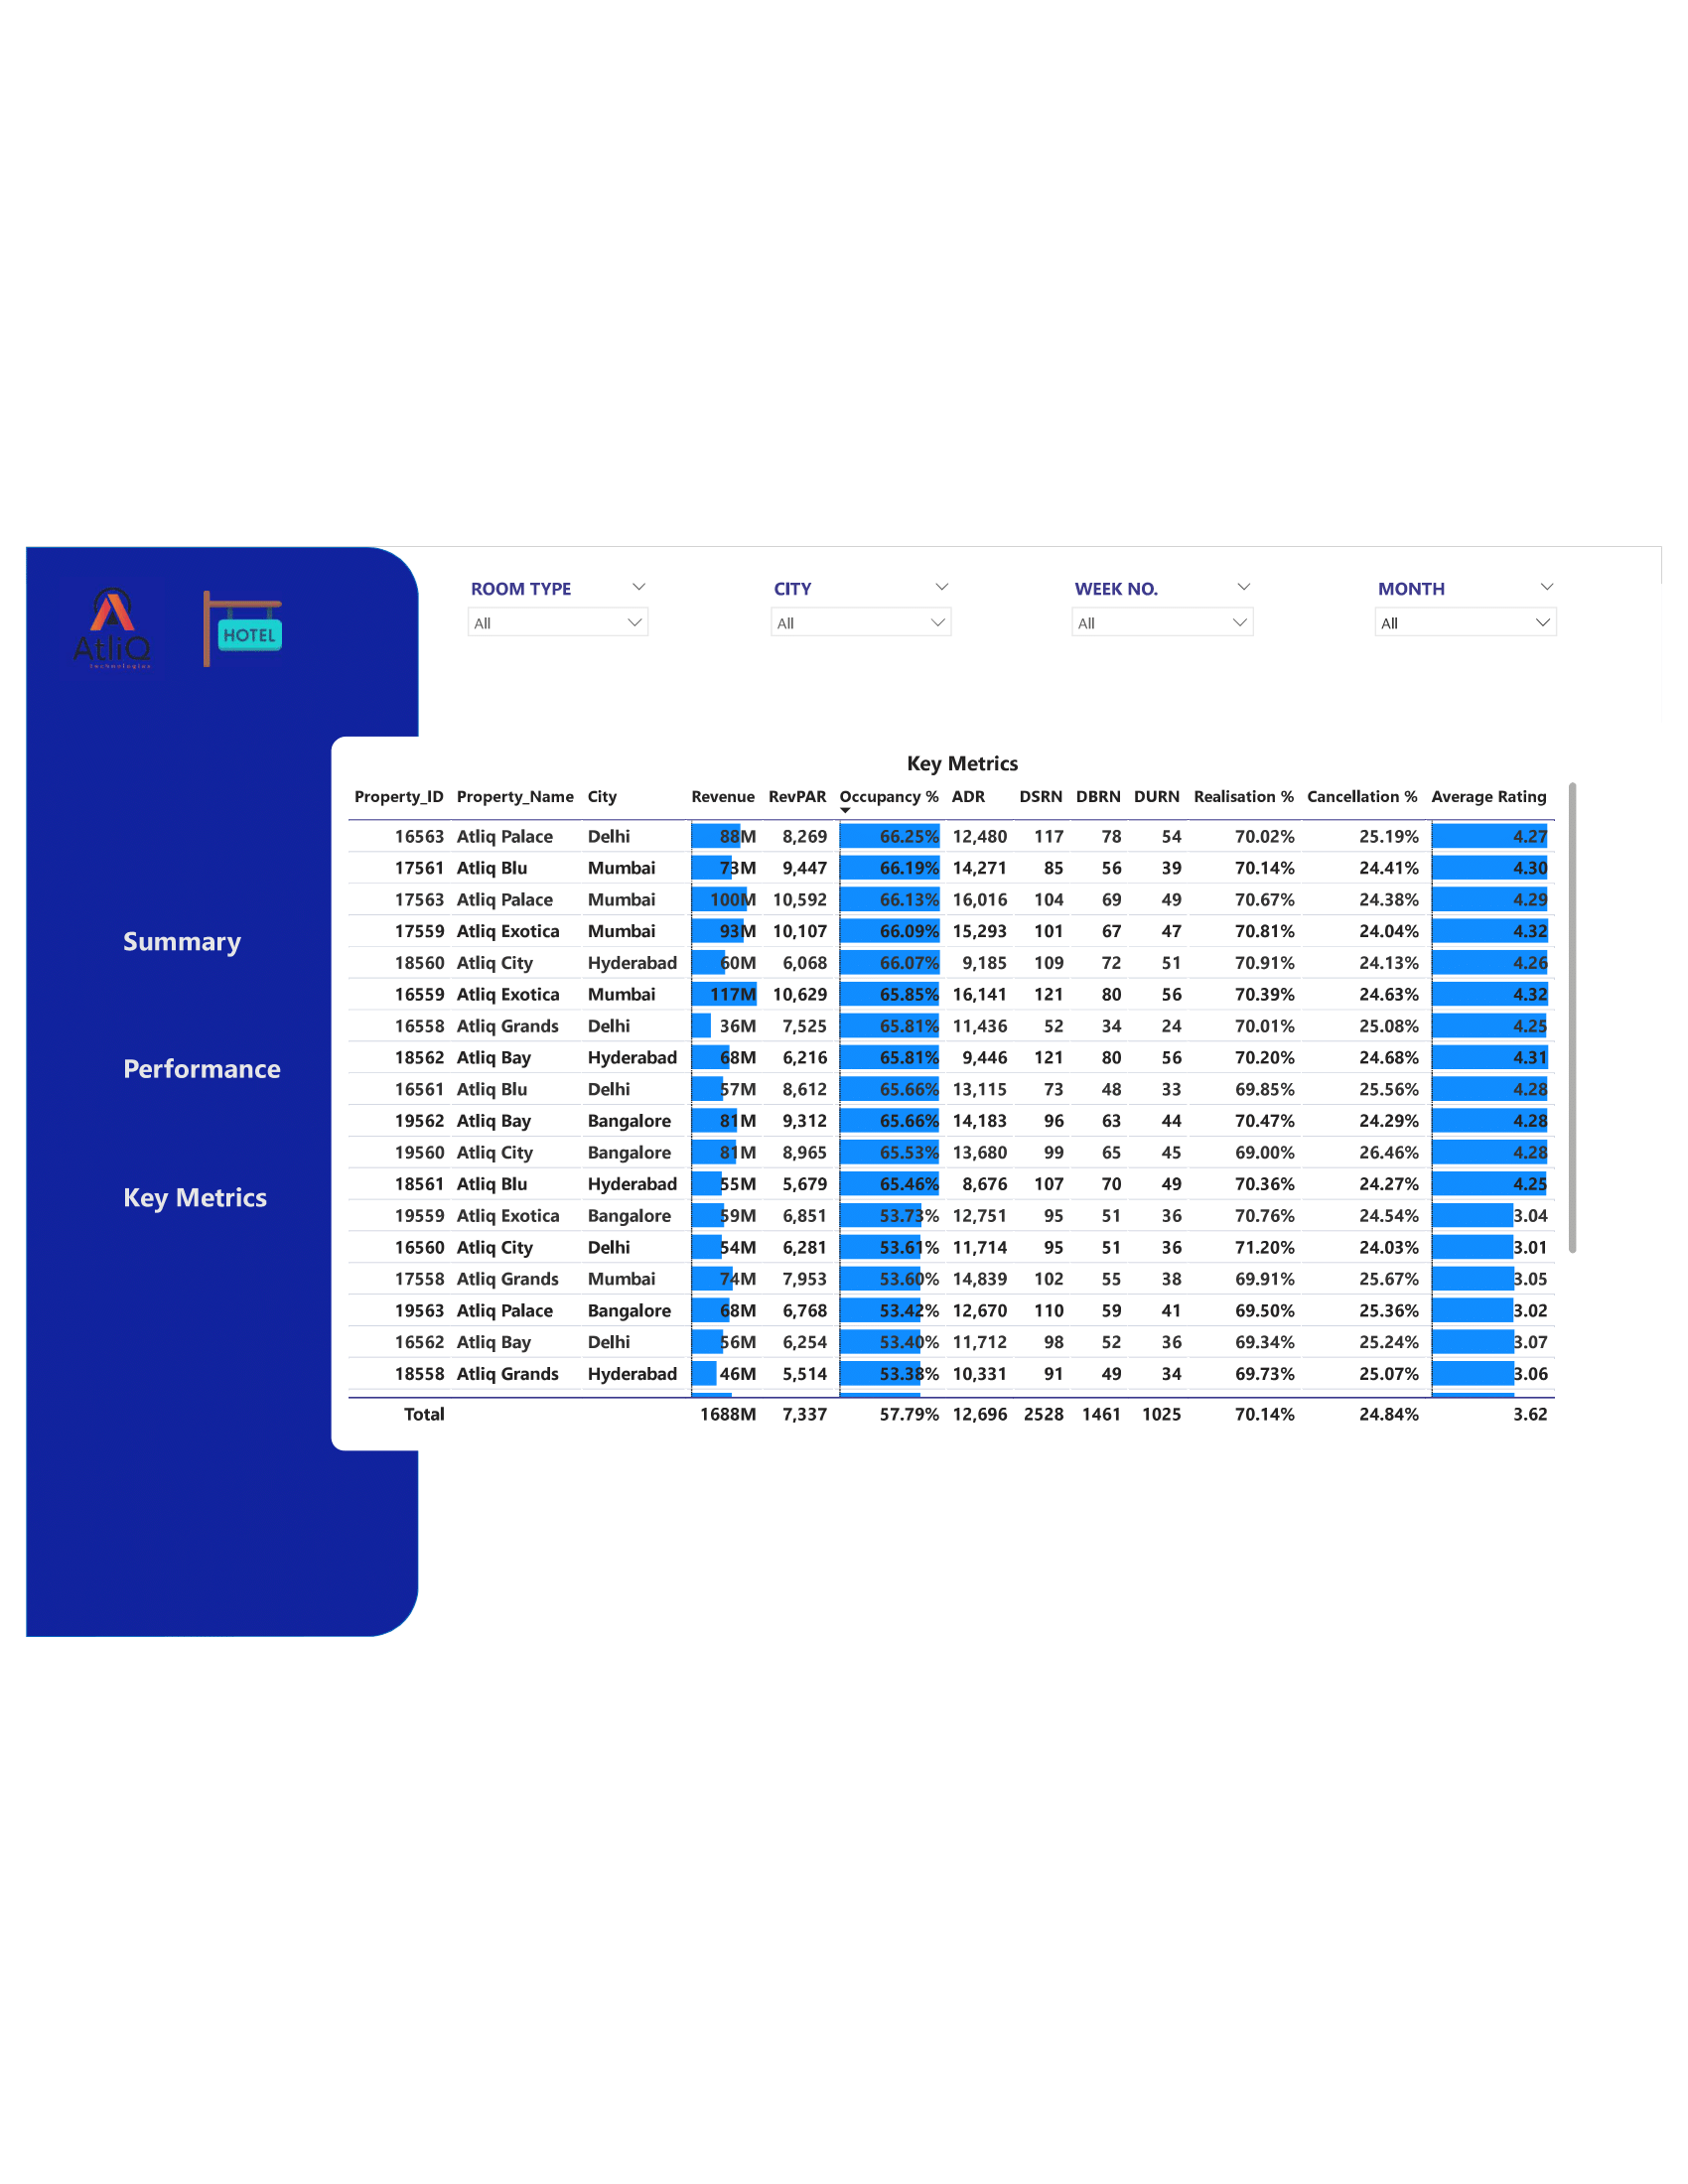 AtliQ
technologies
HOTEL
ROOM TYPE CITY WEEK NO. MONTH
All All All All
Summary
Performance
Key Metrics
Key Metrics
Property_ID Property_Name City Revenue RevPAR Occupancy % ADR DSRN DBRN DURN Realisation % Cancellation % Average Rating
16563 Atliq Palace Delhi 88M 8,269 66.25% 12,480 117 78 54 70.02% 25.19% 4.27
17561 Atliq Blu Mumbai 73M 9,447 66.19% 14,271 85 56 39 70.14% 24.41% 4.30
17563 Atliq Palace Mumbai 100M 10,592 66.13% 16,016 104 69 49 70.67% 24.38% 4.29
17559 Atliq Exotica Mumbai 93M 10,107 66.09% 15,293 101 67 47 70.81% 24.04% 4.32
18560 Atliq City Hyderabad 60M 6,068 66.07% 9,185 109 72 51 70.91% 24.13% 4.26
16559 Atliq Exotica Mumbai 117M 10,629 65.85% 16,141 121 80 56 70.39% 24.63% 4.32
16558 Atliq Grands Delhi 36M 7,525 65.81% 11,436 52 34 24 70.01% 25.08% 4.25
18562 Atliq Bay Hyderabad 68M 6,216 65.81% 9,446 121 80 56 70.20% 24.68% 4.31
16561 Atliq Blu Delhi 57M 8,612 65.66% 13,115 73 48 33 69.85% 25.56% 4.28
19562 Atliq Bay Bangalore 81M 9,312 65.66% 14,183 96 63 44 70.47% 24.29% 4.28
19560 Atliq City Bangalore 81M 8,965 65.53% 13,680 99 65 45 69.00% 26.46% 4.28
18561 Atliq Blu Hyderabad 55M 5,679 65.46% 8,676 107 70 49 70.36% 24.27% 4.25
19559 Atliq Exotica Bangalore 59M 6,851 53.73% 12,751 95 51 36 70.76% 24.54% 3.04
16560 Atliq City Delhi 54M 6,281 53.61% 11,714 95 51 36 71.20% 24.03% 3.01
17558 Atliq Grands Mumbai 74M 7,953 53.60% 14,839 102 55 38 69.91% 25.67% 3.05
19563 Atliq Palace Bangalore 68M 6,768 53.42% 12,670 110 59 41 69.50% 25.36% 3.02
16562 Atliq Bay Delhi 56M 6,254 53.40% 11,712 98 52 36 69.34% 25.24% 3.07
18558 Atliq Grands Hyderabad 46M 5,514 53.38% 10,331 91 49 34 69.73% 25.07% 3.06
Total 1688M 7,337 57.79% 12,696 2528 1461 1025 70.14% 24.84% 3.62